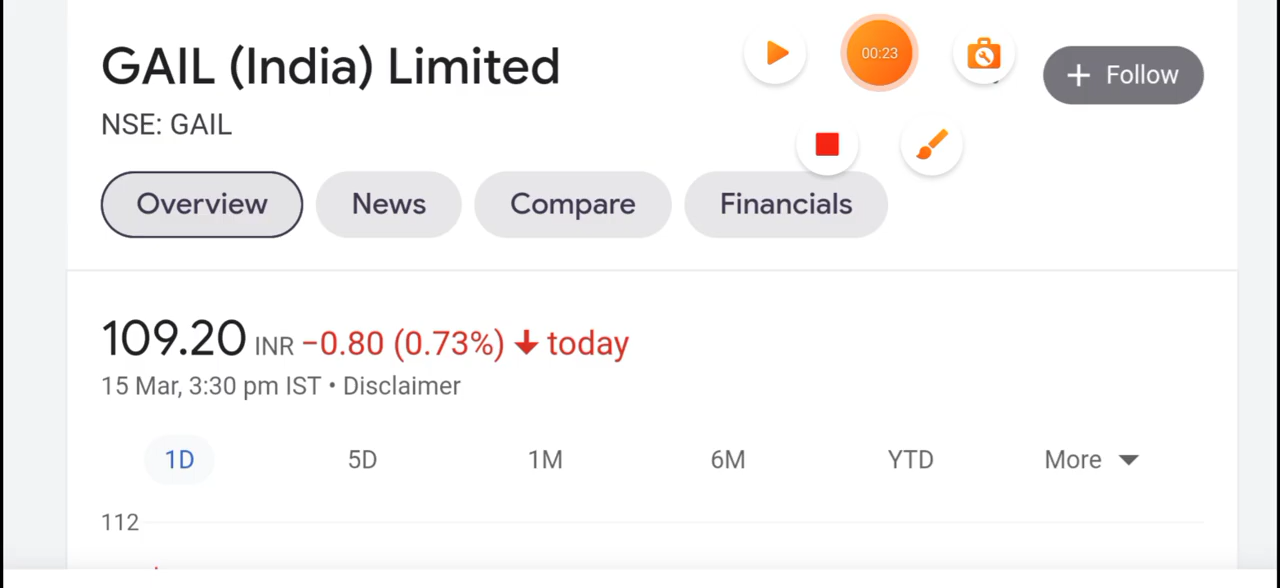 GAIL (India) Limited
00:23
+ Follow
NSE: GAIL
Overview News Compare Financials
109.20 INR −0.80 (0.73%) ↓ today
15 Mar, 3:30 pm IST • Disclaimer
1D 5D 1M 6M YTD More
112